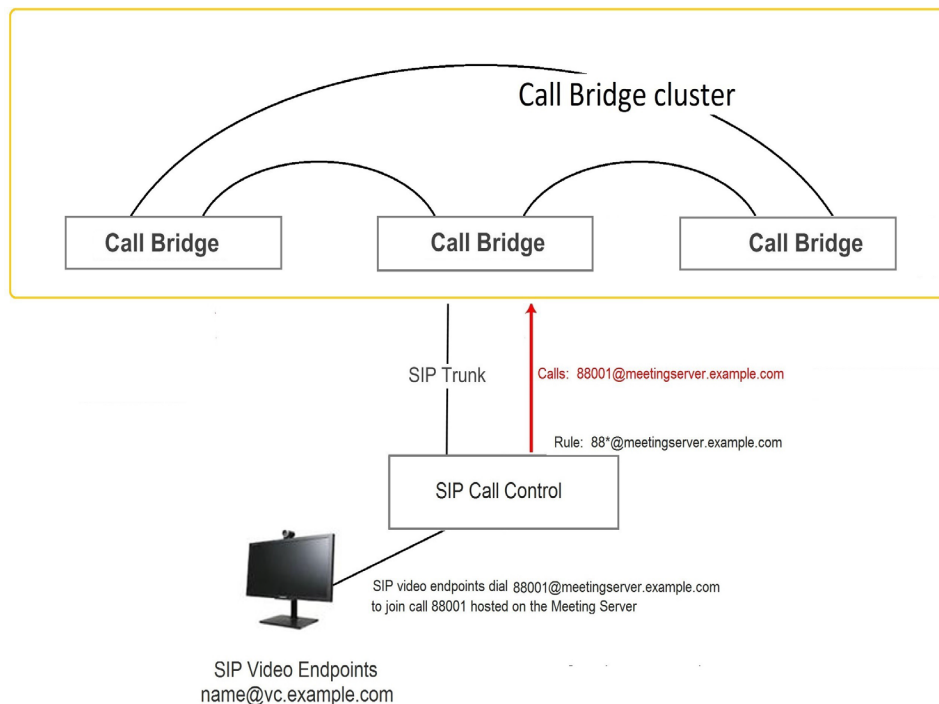 Call Bridge cluster
Call Bridge
Call Bridge
Call Bridge
SIP Trunk
Calls: 88001@meetingserver.example.com
Rule: 88*@meetingserver.example.com
SIP Call Control
SIP video endpoints dial 88001@meetingserver.example.com
to join call 88001 hosted on the Meeting Server
SIP Video Endpoints
name@vc.example.com